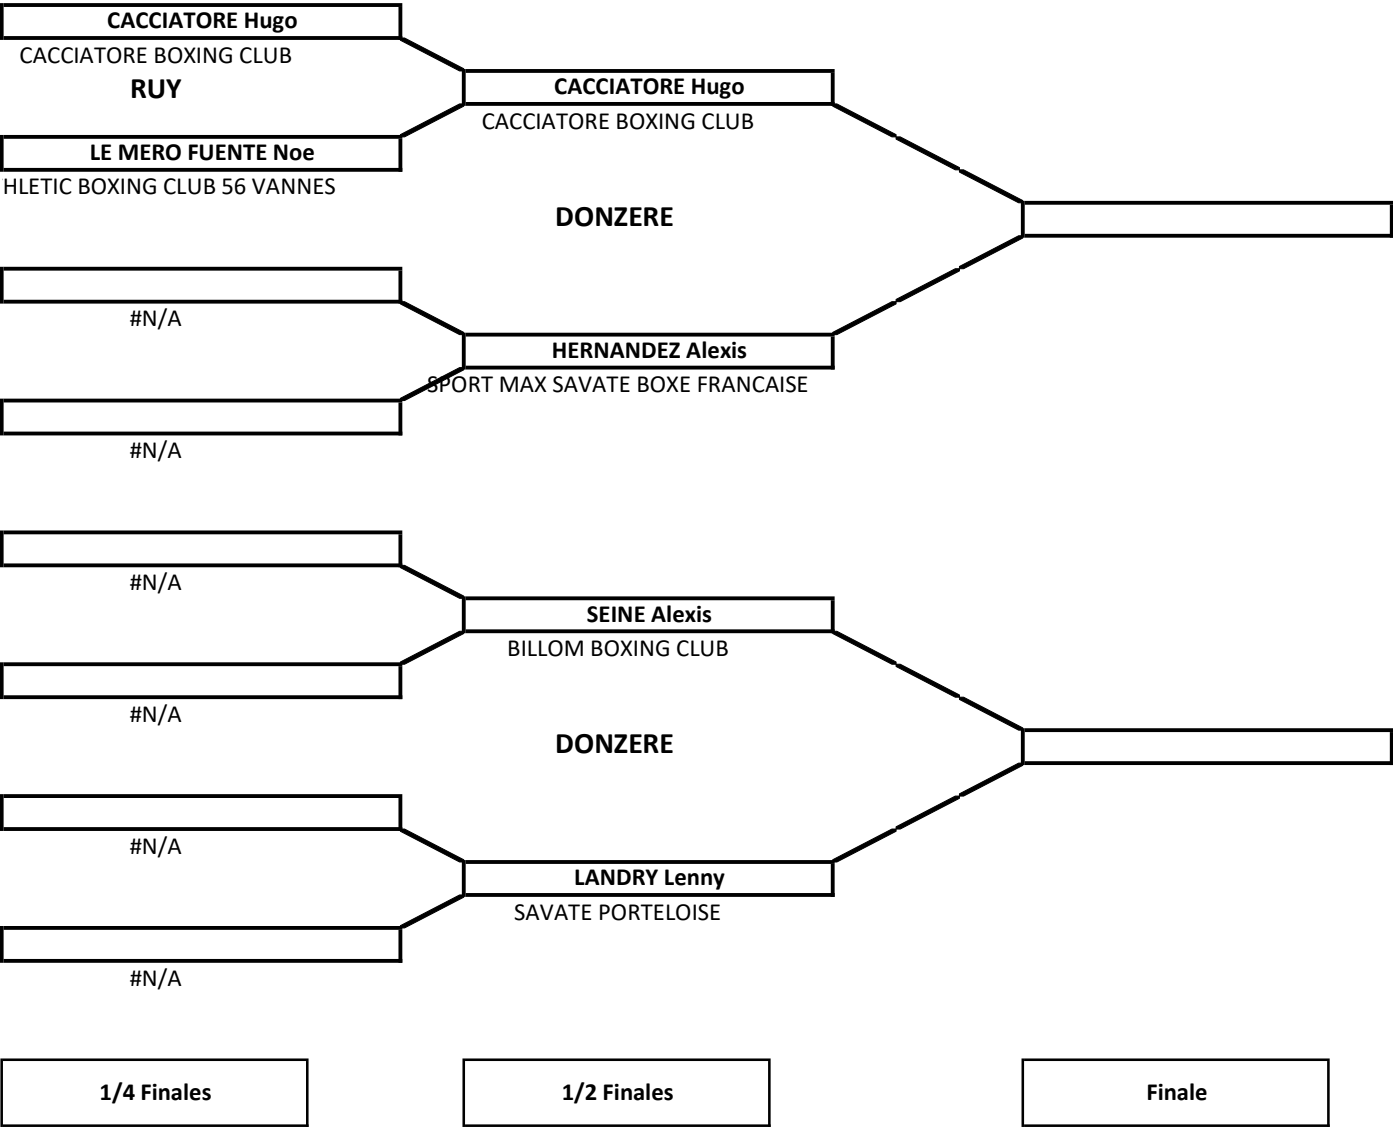 CACCIATORE Hugo
CACCIATORE BOXING CLUB
RUY
LE MERO FUENTE Noe
HLETIC BOXING CLUB 56 VANNES
#N/A
#N/A
#N/A
#N/A
#N/A
#N/A
CACCIATORE Hugo
CACCIATORE BOXING CLUB
DONZERE
HERNANDEZ Alexis
SPORT MAX SAVATE BOXE FRANCAISE
SEINE Alexis
BILLOM BOXING CLUB
DONZERE
LANDRY Lenny
SAVATE PORTELOISE
1/4 Finales
1/2 Finales
Finale